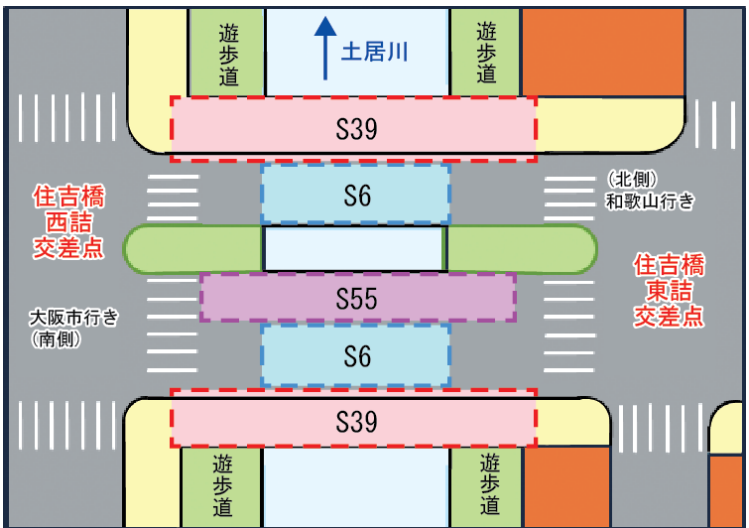 遊歩道
土居川
遊歩道
S39
S6
(北側)
和歌山行き
住吉橋
西詰
交差点
住吉橋
東詰
交差点
S55
大阪市行き
(南側)
S6
S39
遊歩道
遊歩道